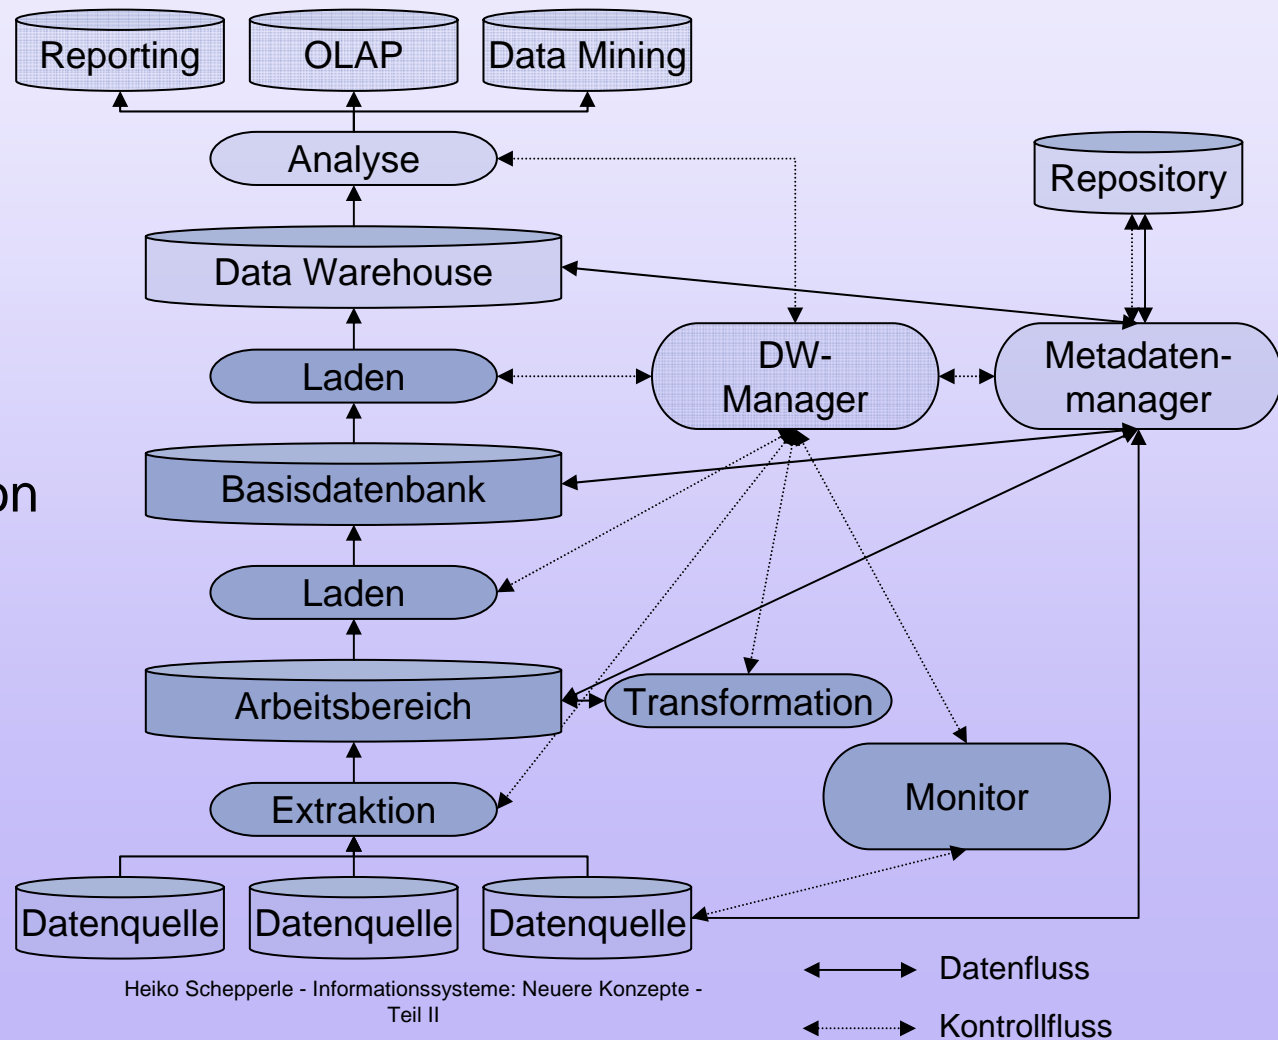 Reporting
OLAP
Data Mining
Analyse
Repository
Data Warehouse
DW-
Manager
Metadaten-
manager
Laden
Basisdatenbank
Laden
Arbeitsbereich
Transformation
Monitor
Extraktion
Datenquelle
Datenquelle
Datenquelle
Datenfluss
Kontrollfluss
Heiko Schepperle - Informationssysteme: Neuere Konzepte -
Teil II